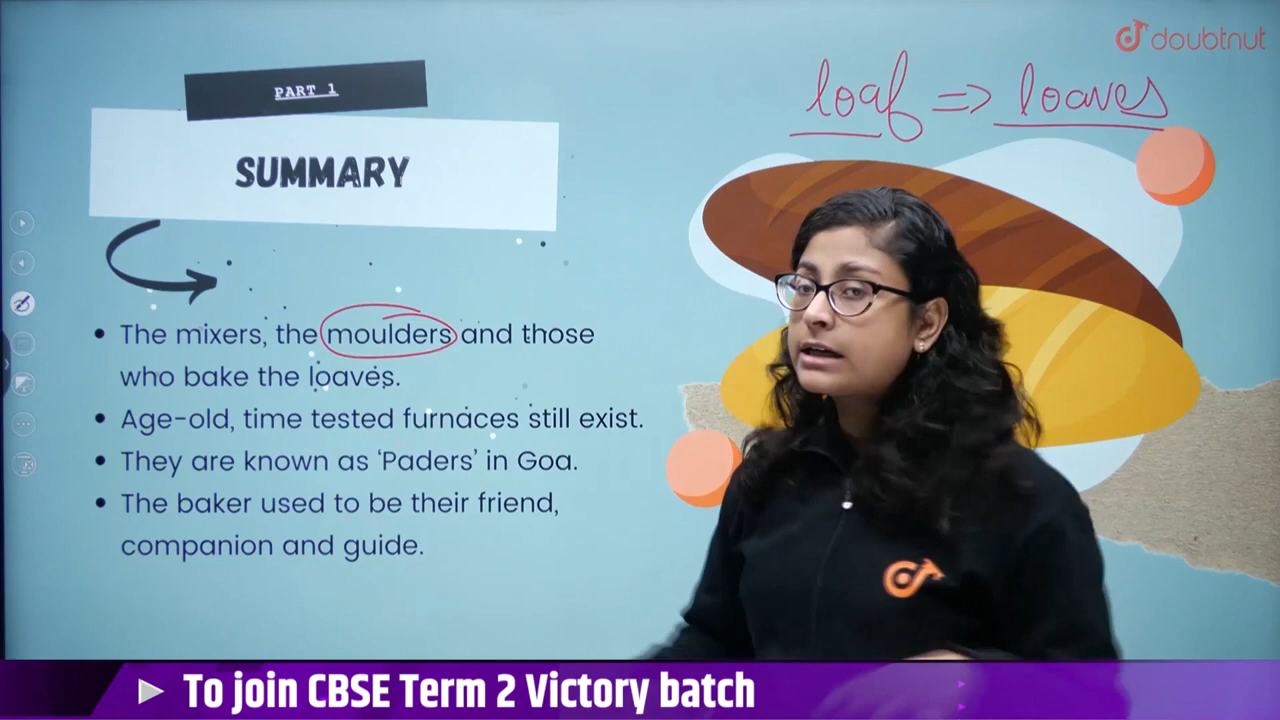 doubtnut
loaf => loaves
PART 1
SUMMARY
• The mixers, the moulders and those
who bake the loaves.
• Age-old, time tested furnaces still exist.
• They are known as ‘Paders’ in Goa.
• The baker used to be their friend,
companion and guide.
To join CBSE Term 2 Victory batch